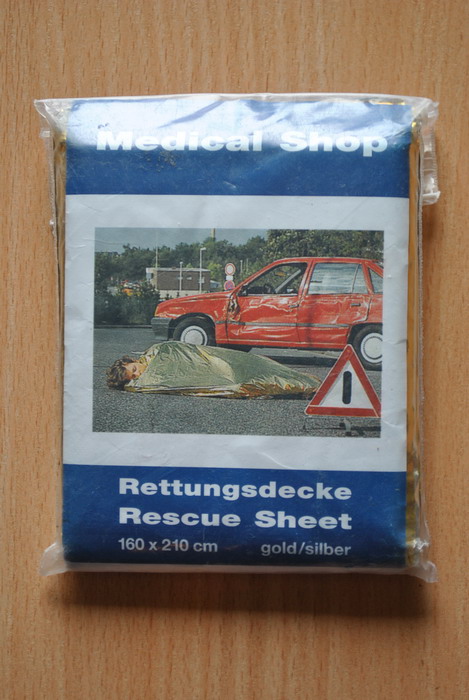 Medical Shop
Rettungsdecke
Rescue Sheet
160 x 210 cm gold/silber